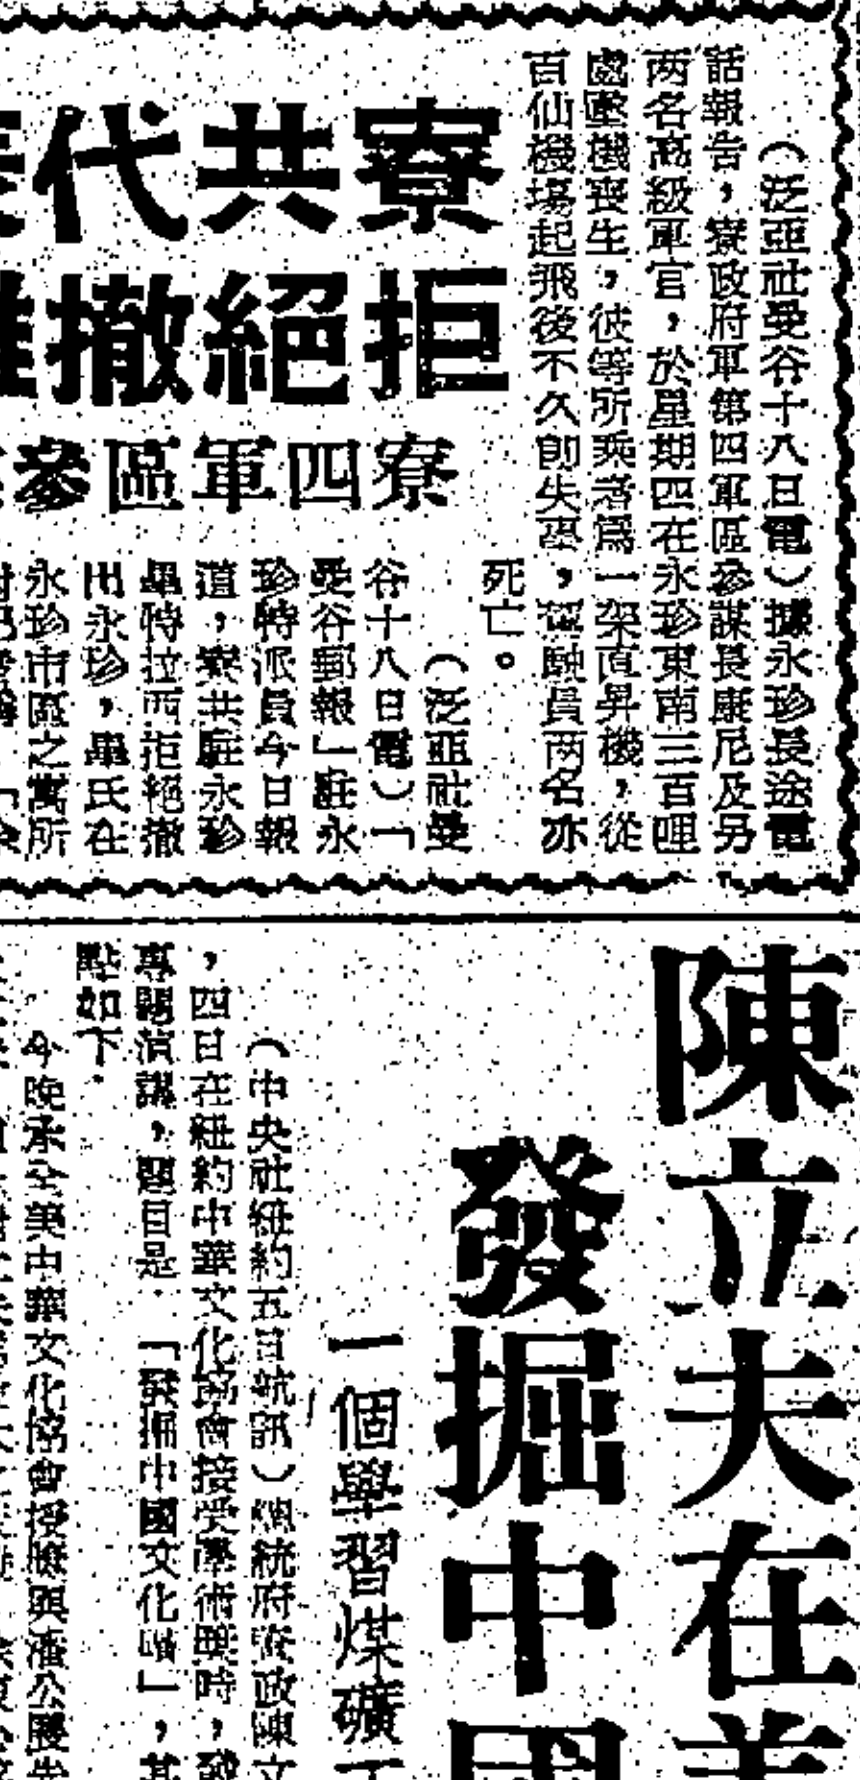 （泛亞社曼谷十八日電）據永珍長途電
話報告，寮政府軍第四軍區參謀長康尼及另
两名高級軍官，於星期四在永珍東南三百哩
處墜機喪生，彼等所乘者爲一架直昇機，從
百仙機場起飛後不久即失事，駕駛員两名亦
死亡。
寮共代
拒絕撤
寮四軍區參
（泛亞社曼
谷十八日電）「
曼谷郵報」駐永
珍特派員今日報
道，寮共駐永珍
畢特拉西拒絕撤
出永珍，畢氏在
永珍市區之寓所
陳立夫在美
發掘中國
一個學習煤礦工
（中央社紐約五日航訊）總統府資政陳立
，四日在紐約中華文化協會接受學術獎時，發
專題演講，題目是：「發掘中國文化礦」，其
點如下：
今晚承全美中華文化協會授獎與潘公展先